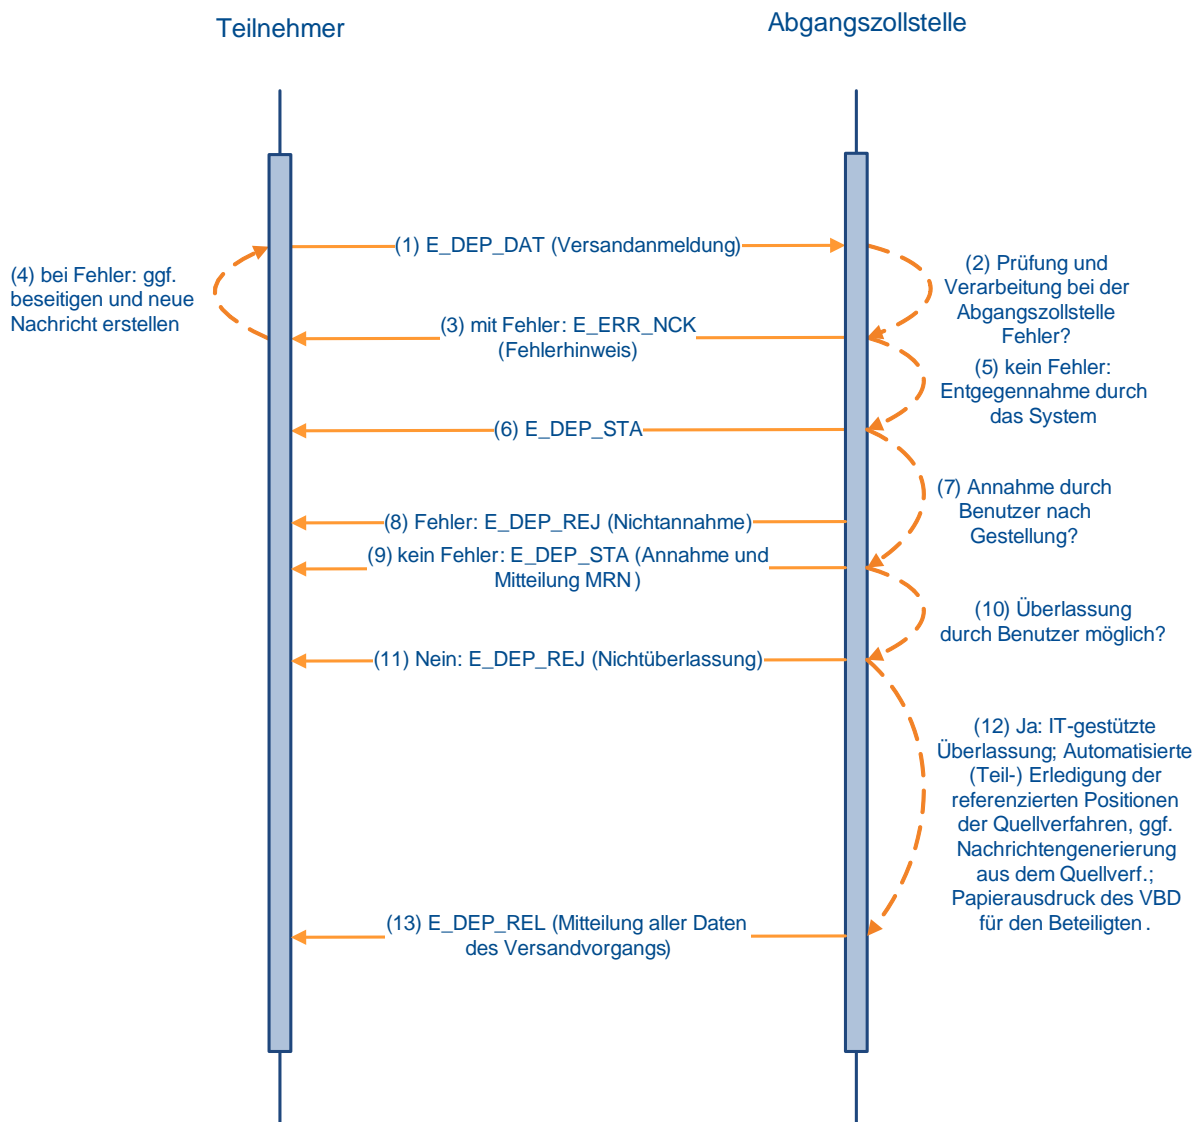 Teilnehmer
Abgangszollstelle
(1) E_DEP_DAT (Versandanmeldung)
(2) Prüfung und
Verarbeitung bei der
Abgangszollstelle
Fehler?
(3) mit Fehler: E_ERR_NCK
(Fehlerhinweis)
(4) bei Fehler: ggf.
beseitigen und neue
Nachricht erstellen
(5) kein Fehler:
Entgegennahme durch
das System
(6) E_DEP_STA
(7) Annahme durch
Benutzer nach
Gestellung?
(8) Fehler: E_DEP_REJ (Nichtannahme)
(9) kein Fehler: E_DEP_STA (Annahme und
Mitteilung MRN)
(10) Überlassung
durch Benutzer möglich?
(11) Nein: E_DEP_REJ (Nichtüberlassung)
(12) Ja: IT-gestützte
Überlassung; Automatisierte
(Teil-) Erledigung der
referenzierten Positionen
der Quellverfahren, ggf.
Nachrichtengenerierung
aus dem Quellverf.;
Papierausdruck des VBD
für den Beteiligten.
(13) E_DEP_REL (Mitteilung aller Daten
des Versandvorgangs)